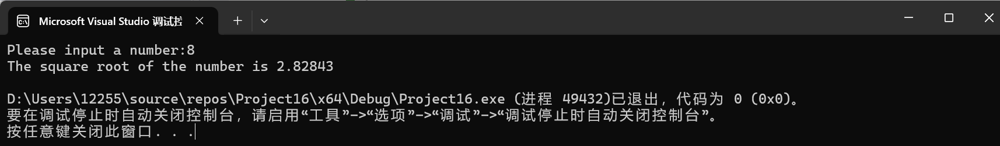 Microsoft Visual Studio 调试控
Please input a number:8
The square root of the number is 2.82843
D:\Users\12255\source\repos\Project16\x64\Debug\Project16.exe (进程 49432)已退出，代码为 0 (0x0)。
要在调试停止时自动关闭控制台，请启用“工具”->“选项”->“调试”->“调试停止时自动关闭控制台”。
按任意键关闭此窗口. . .